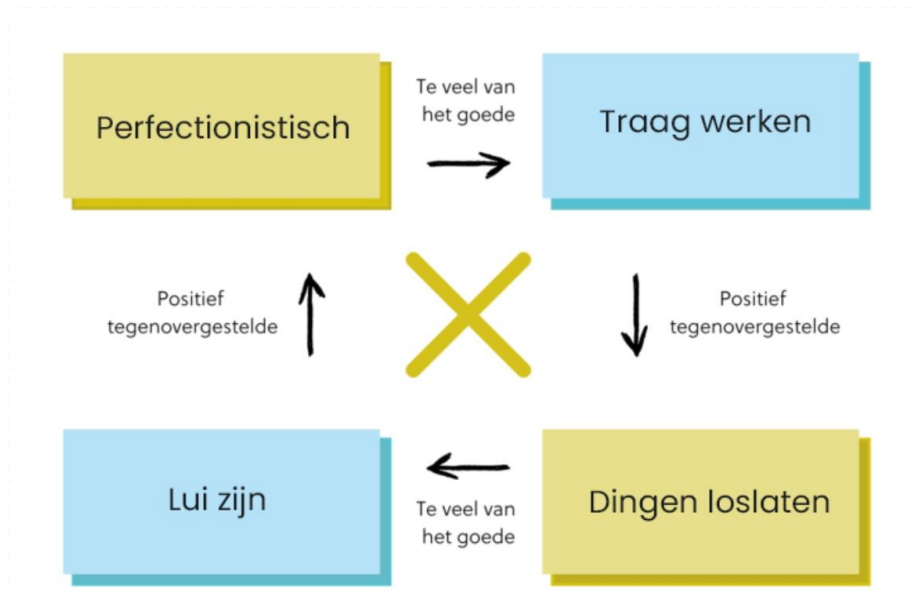 Perfectionistisch
Te veel van
het goede
Traag werken
Positief
tegenovergestelde
Positief
tegenovergestelde
Lui zijn
Te veel van
het goede
Dingen loslaten